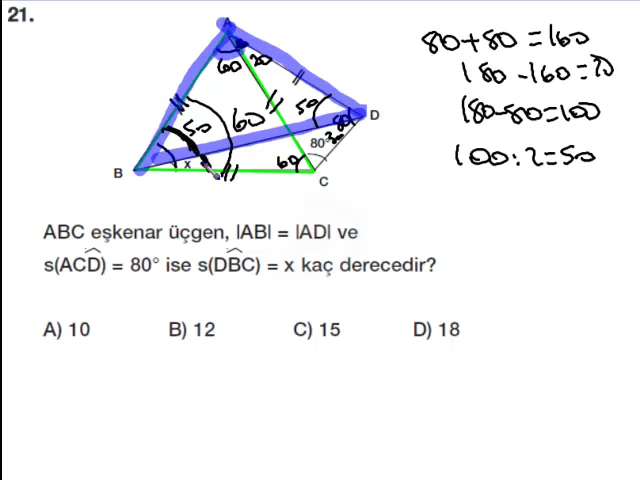 21.
A
60 20
80+80=160
180-160=20
180-80=100
100:2=50
50
60
50
80
D
80°
30
B
x
60
C
ABC eşkenar üçgen, |AB| = |AD| ve
s(ACD) = 80° ise s(DBC) = x kaç derecedir?
A) 10 B) 12 C) 15 D) 18